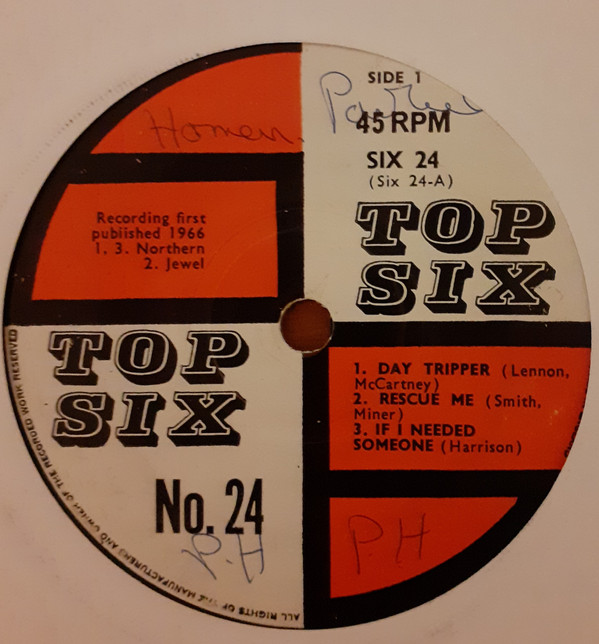 SIDE 1
45 RPM
SIX 24
(Six 24-A)
TOP
SIX
Homer
Recording first
pubiished 1966
1. 3. Northern
2. Jewel
TOP
SIX
No. 24
P.H
1. DAY TRIPPER (Lennon,
McCartney)
2. RESCUE ME (Smith,
Miner)
3. IF I NEEDED
SOMEONE (Harrison)
P.H
ALL RIGHTS OF THE MANUFACTURERS AND OWNER OF THE RECORDED WORK RESERVED